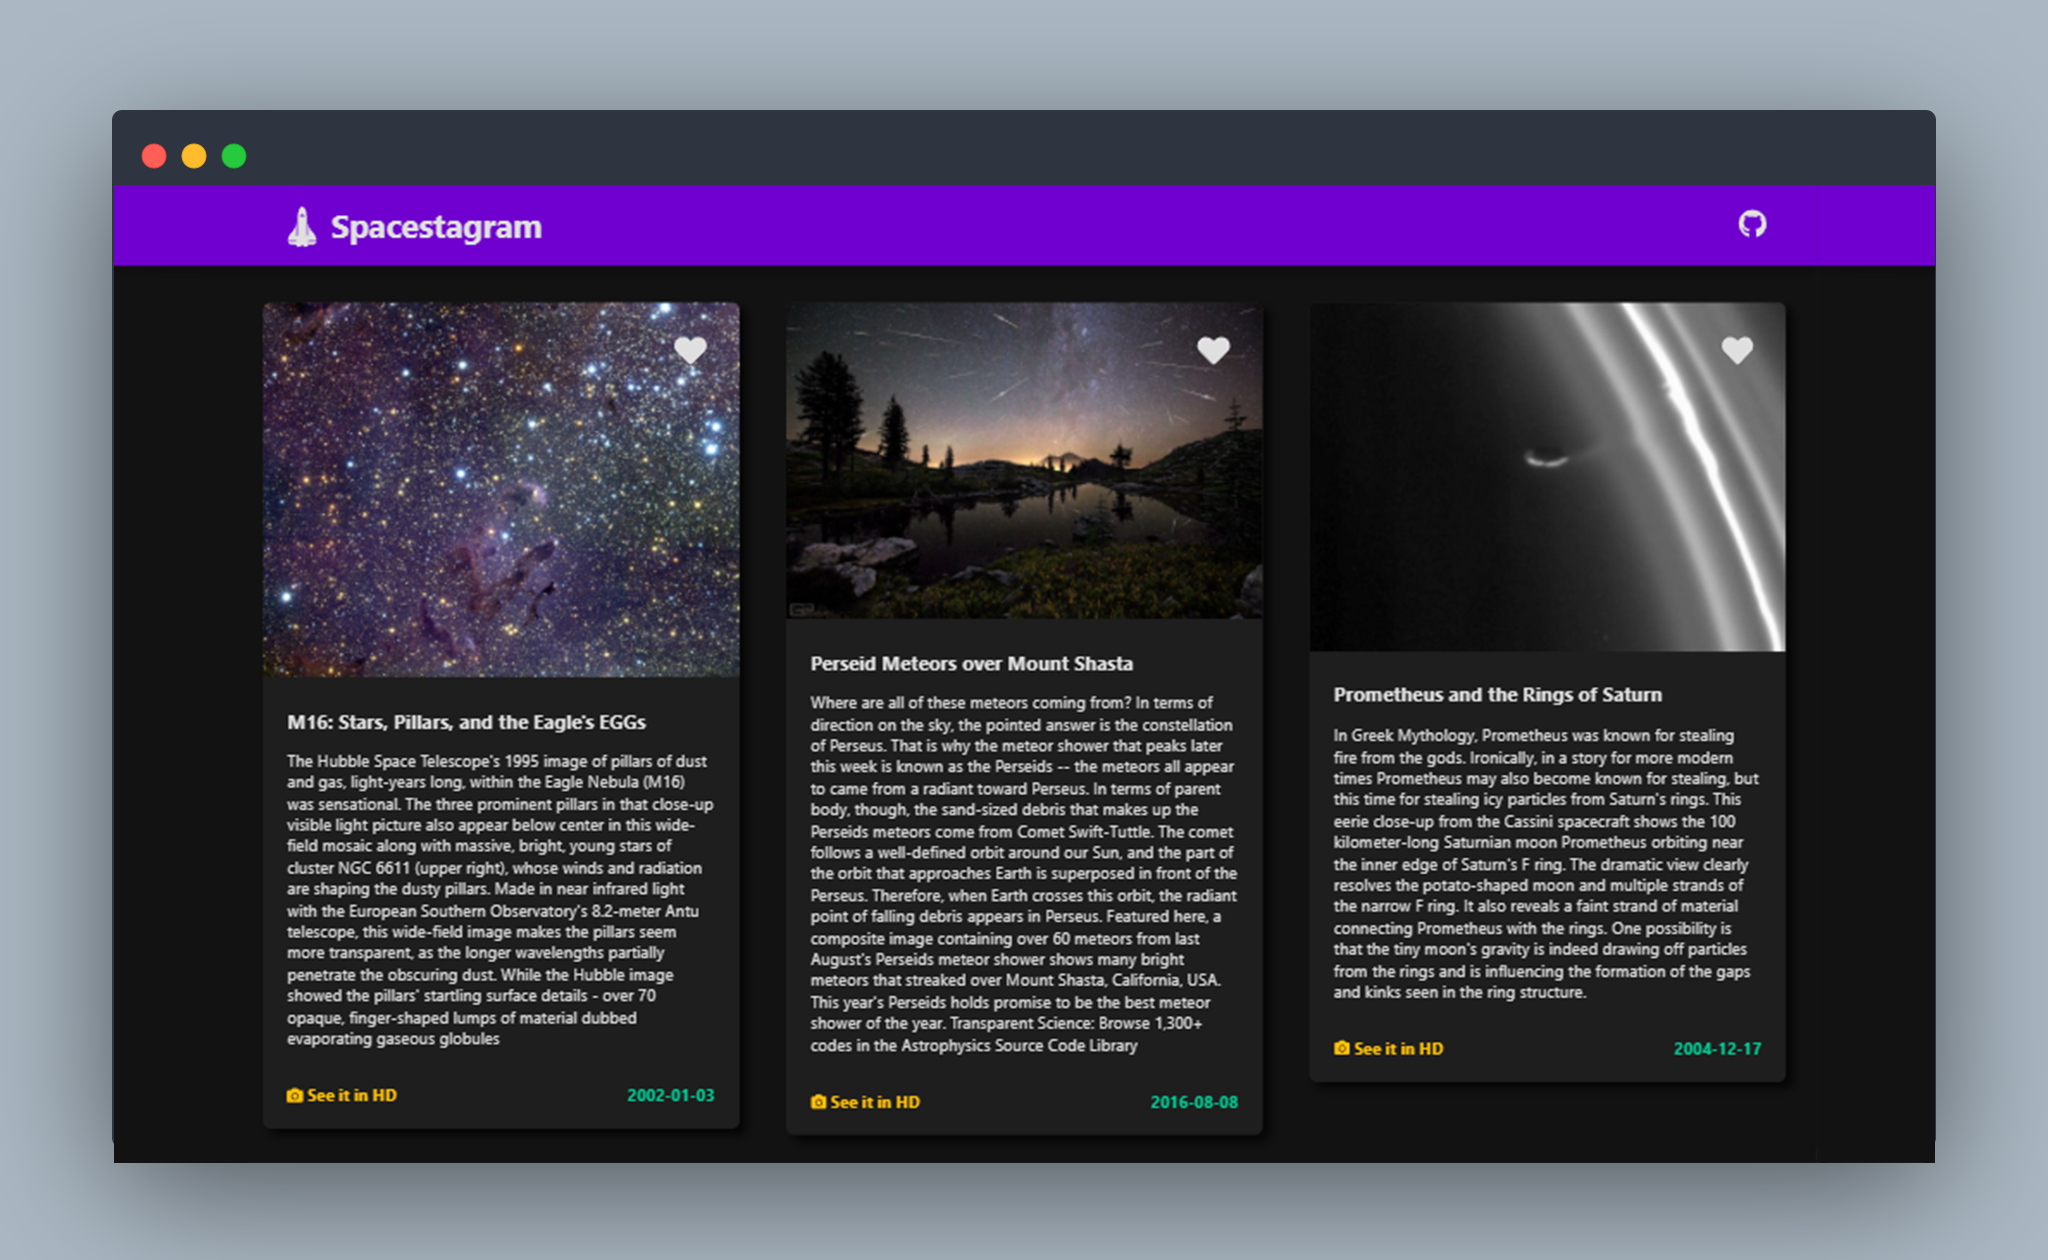 Spacestagram
M16: Stars, Pillars, and the Eagle's EGGs
The Hubble Space Telescope's 1995 image of pillars of dust
and gas, light-years long, within the Eagle Nebula (M16)
was sensational. The three prominent pillars in that close-up
visible light picture also appear below center in this wide-
field mosaic along with massive, bright, young stars of
cluster NGC 6611 (upper right), whose winds and radiation
are shaping the dusty pillars. Made in near infrared light
with the European Southern Observatory's 8.2-meter Antu
telescope, this wide-field image makes the pillars seem
more transparent, as the longer wavelengths partially
penetrate the obscuring dust. While the Hubble image
showed the pillars' startling surface details - over 70
opaque, finger-shaped lumps of material dubbed
evaporating gaseous globules
See it in HD
2002-01-03
Perseid Meteors over Mount Shasta
Where are all of these meteors coming from? In terms of
direction on the sky, the pointed answer is the constellation
of Perseus. That is why the meteor shower that peaks later
this week is known as the Perseids -- the meteors all appear
to came from a radiant toward Perseus. In terms of parent
body, though, the sand-sized debris that makes up the
Perseids meteors come from Comet Swift-Tuttle. The comet
follows a well-defined orbit around our Sun, and the part of
the orbit that approaches Earth is superposed in front of the
Perseus. Therefore, when Earth crosses this orbit, the radiant
point of falling debris appears in Perseus. Featured here, a
composite image containing over 60 meteors from last
August's Perseids meteor shower shows many bright
meteors that streaked over Mount Shasta, California, USA.
This year's Perseids holds promise to be the best meteor
shower of the year. Transparent Science: Browse 1,300+
codes in the Astrophysics Source Code Library
See it in HD
2016-08-08
Prometheus and the Rings of Saturn
In Greek Mythology, Prometheus was known for stealing
fire from the gods. Ironically, in a story for more modern
times Prometheus may also become known for stealing, but
this time for stealing icy particles from Saturn's rings. This
eerie close-up from the Cassini spacecraft shows the 100
kilometer-long Saturnian moon Prometheus orbiting near
the inner edge of Saturn's F ring. The dramatic view clearly
resolves the potato-shaped moon and multiple strands of
the narrow F ring. It also reveals a faint strand of material
connecting Prometheus with the rings. One possibility is
that the tiny moon's gravity is indeed drawing off particles
from the rings and is influencing the formation of the gaps
and kinks seen in the ring structure.
See it in HD
2004-12-17